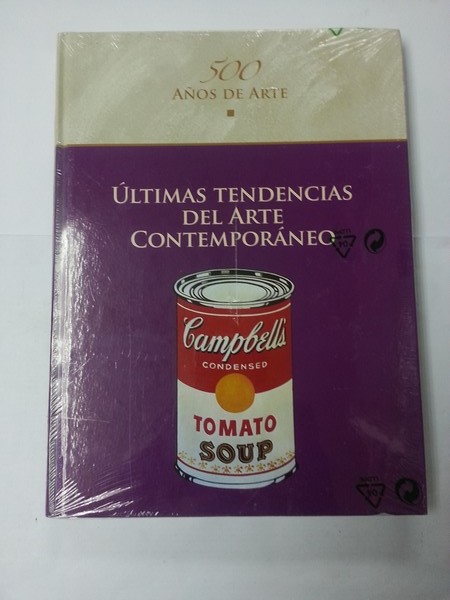 500
AÑOS DE ARTE
ÚLTIMAS TENDENCIAS
DEL ARTE
CONTEMPORÁNEO
Campbell's
CONDENSED
TOMATO
SOUP